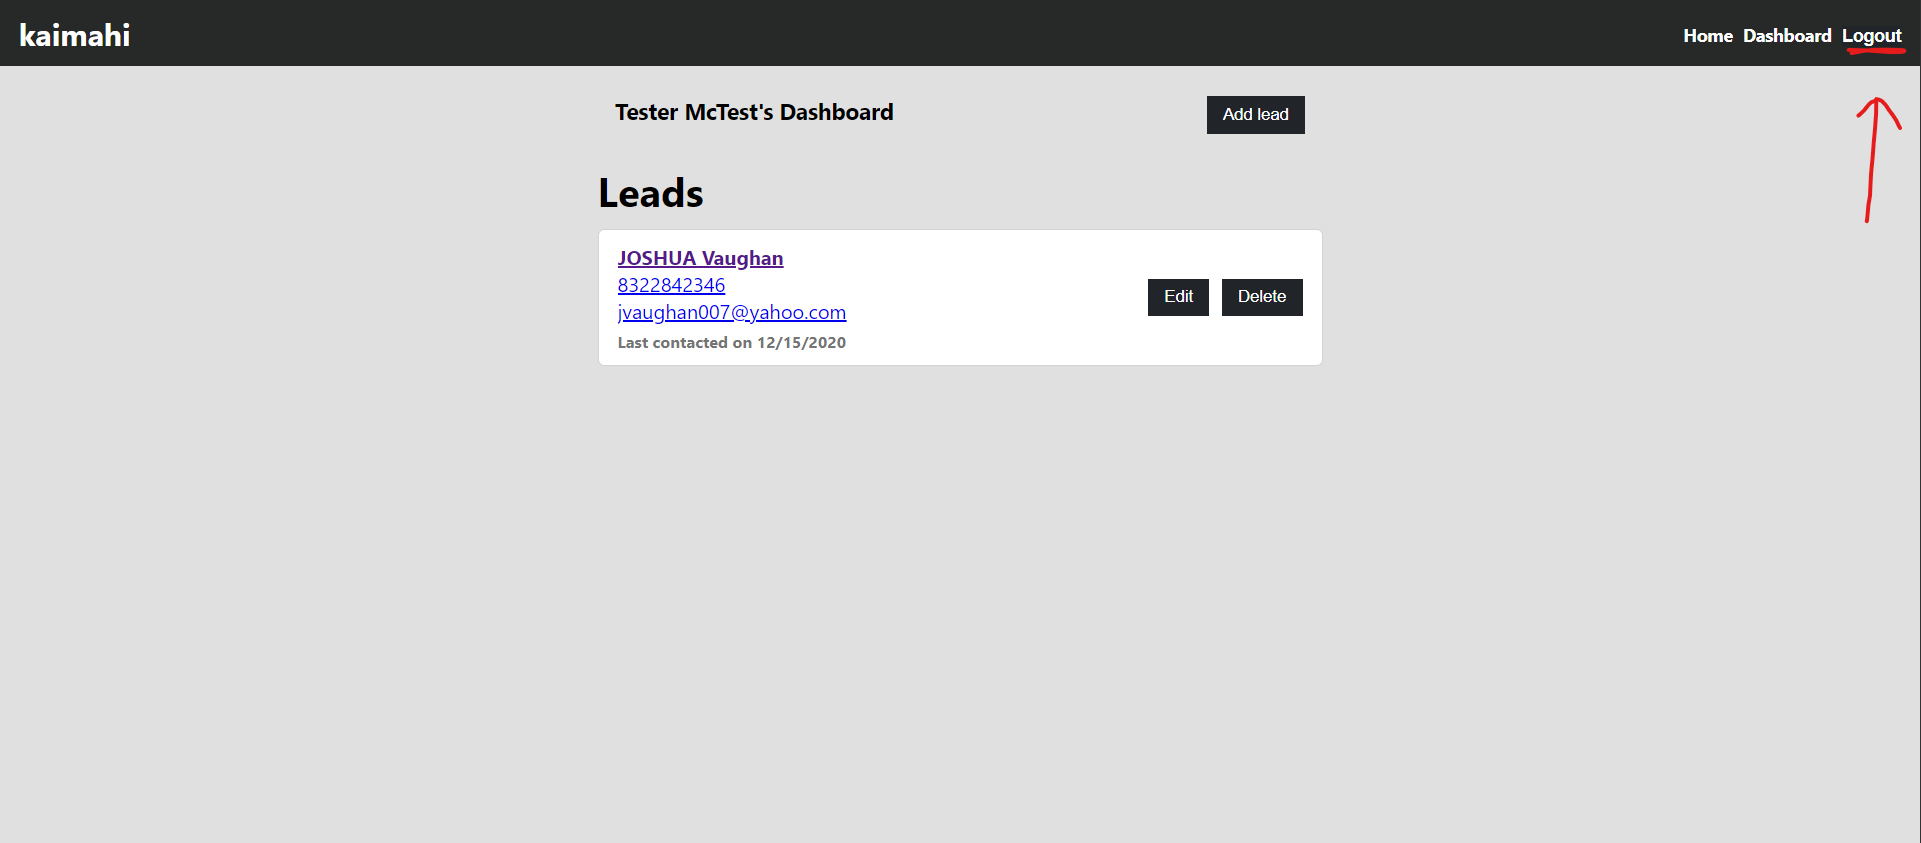 kaimahi
Home Dashboard Logout
Tester McTest's Dashboard
Add lead
Leads
JOSHUA Vaughan
8322842346
jvaughan007@yahoo.com
Last contacted on 12/15/2020
Edit Delete